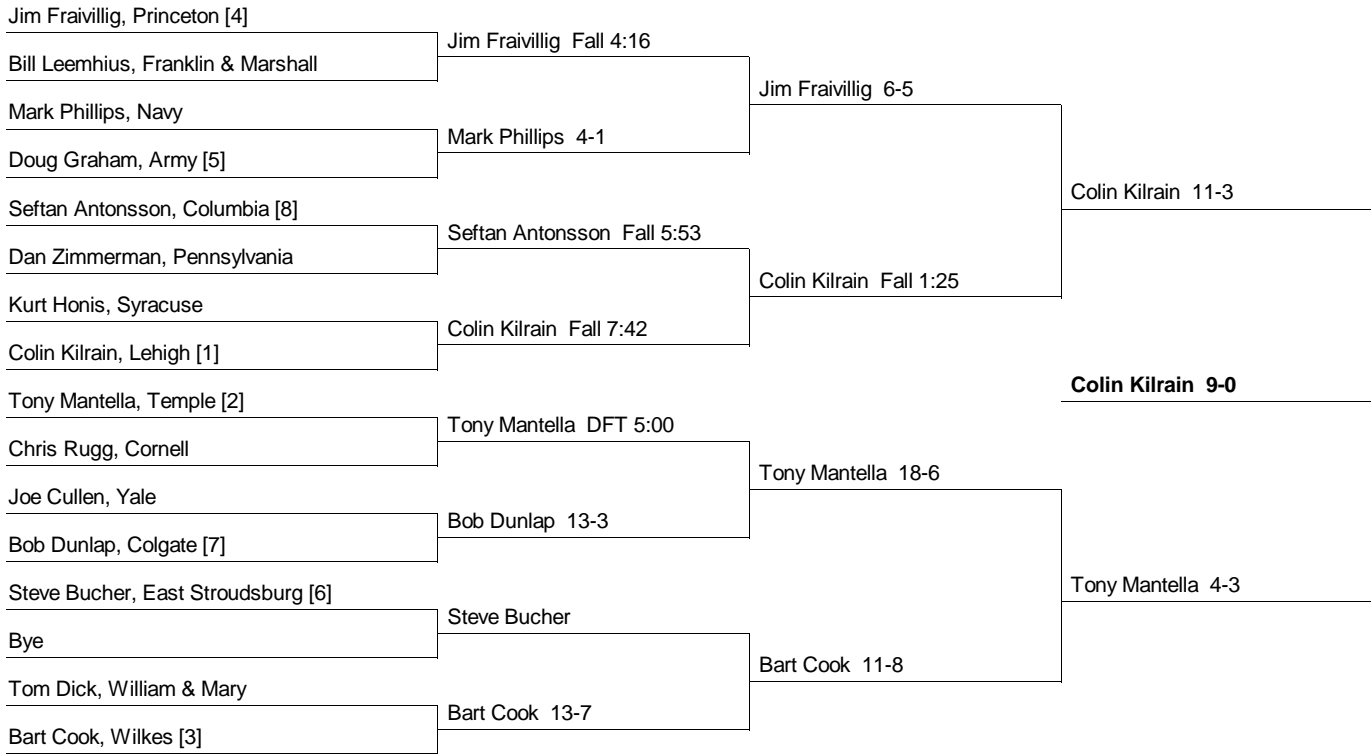 Jim Fraivillig, Princeton [4]
Jim Fraivillig  Fall 4:16
Bill Leemhius, Franklin & Marshall
Jim Fraivillig  6-5
Mark Phillips, Navy
Mark Phillips  4-1
Doug Graham, Army [5]
Colin Kilrain  11-3
Seftan Antonsson, Columbia [8]
Seftan Antonsson  Fall 5:53
Dan Zimmerman, Pennsylvania
Colin Kilrain  Fall 1:25
Kurt Honis, Syracuse
Colin Kilrain  Fall 7:42
Colin Kilrain, Lehigh [1]
Colin Kilrain  9-0
Tony Mantella, Temple [2]
Tony Mantella  DFT 5:00
Chris Rugg, Cornell
Tony Mantella  18-6
Joe Cullen, Yale
Bob Dunlap  13-3
Bob Dunlap, Colgate [7]
Tony Mantella  4-3
Steve Bucher, East Stroudsburg [6]
Steve Bucher
Bye
Bart Cook  11-8
Tom Dick, William & Mary
Bart Cook  13-7
Bart Cook, Wilkes [3]